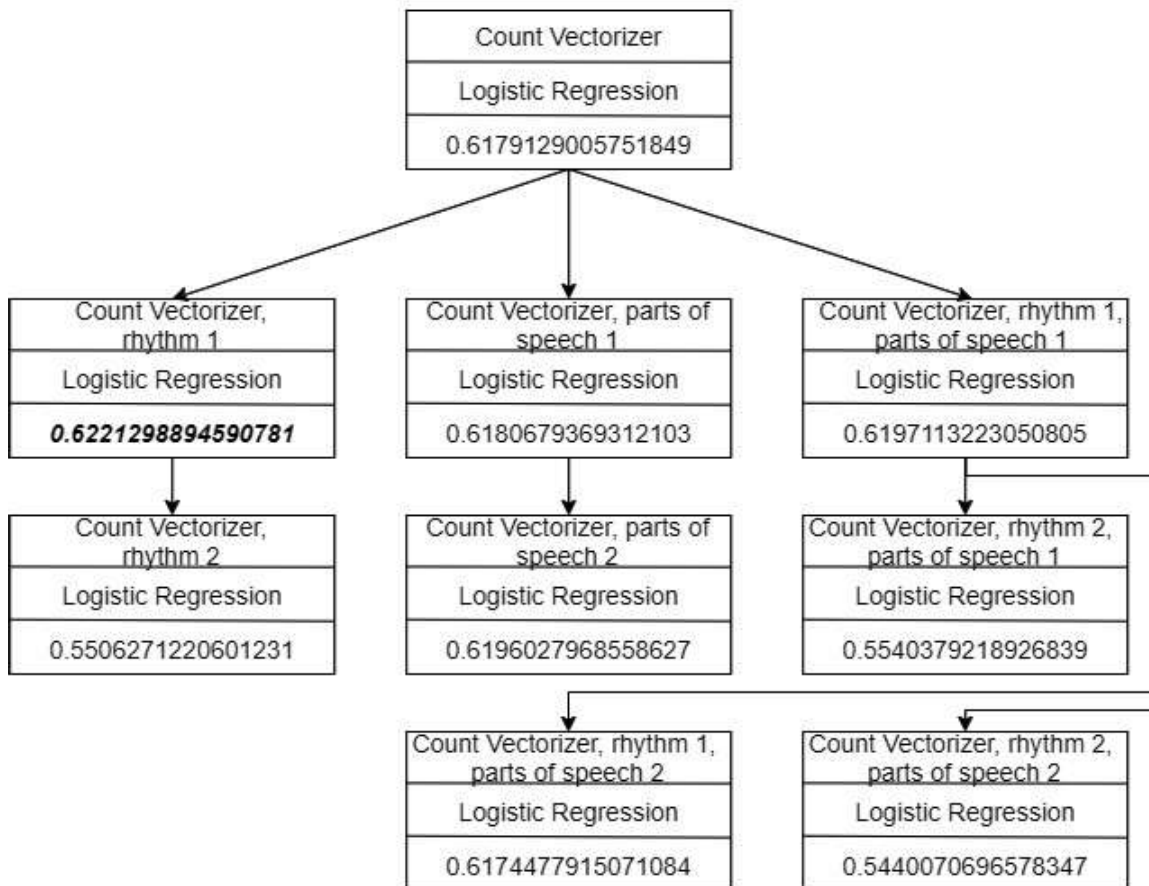 Count Vectorizer
Logistic Regression
0.6179129005751849
Count Vectorizer,
rhythm 1
Logistic Regression
0.6221298894590781
Count Vectorizer, parts of
speech 1
Logistic Regression
0.6180679369312103
Count Vectorizer, rhythm 1,
parts of speech 1
Logistic Regression
0.6197113223050805
Count Vectorizer,
rhythm 2
Logistic Regression
0.5506271220601231
Count Vectorizer, parts of
speech 2
Logistic Regression
0.6196027968558627
Count Vectorizer, rhythm 2,
parts of speech 1
Logistic Regression
0.5540379218926839
Count Vectorizer, rhythm 1,
parts of speech 2
Logistic Regression
0.6174477915071084
Count Vectorizer, rhythm 2,
parts of speech 2
Logistic Regression
0.5440070696578347